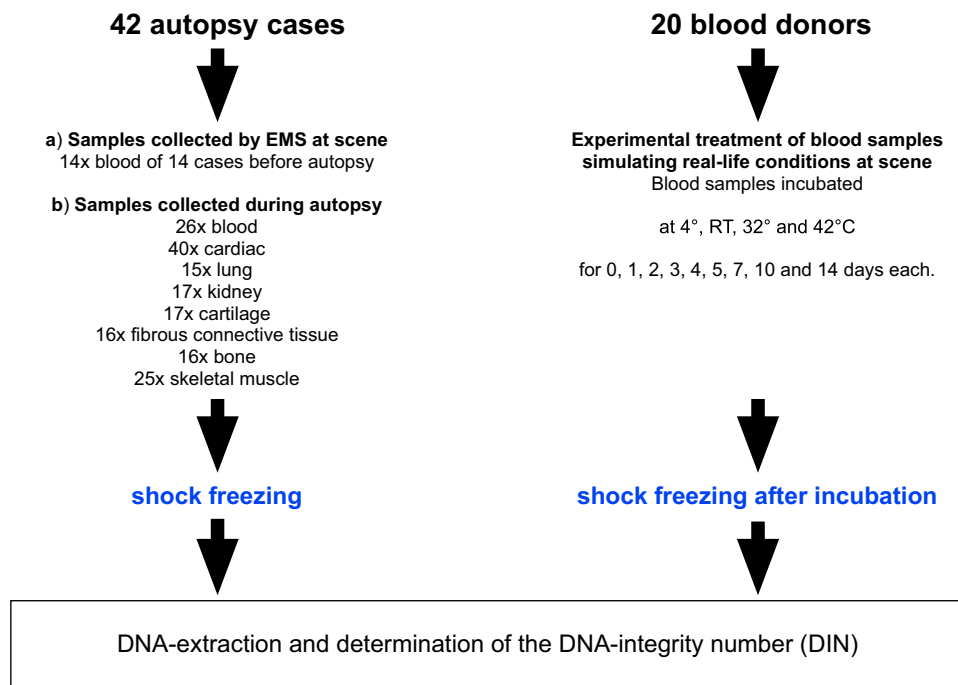 42 autopsy cases
a) Samples collected by EMS at scene
14x blood of 14 cases before autopsy
b) Samples collected during autopsy
26x blood
40x cardiac
15x lung
17x kidney
17x cartilage
16x fibrous connective tissue
16x bone
25x skeletal muscle
shock freezing
20 blood donors
Experimental treatment of blood samples
simulating real-life conditions at scene
Blood samples incubated
at 4°, RT, 32° and 42°C
for 0, 1, 2, 3, 4, 5, 7, 10 and 14 days each.
shock freezing after incubation
DNA-extraction and determination of the DNA-integrity number (DIN)